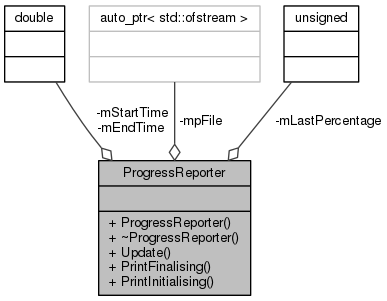 double
auto_ptr< std::ofstream >
unsigned
-mStartTime
-mEndTime
-mpFile
-mLastPercentage
ProgressReporter
+ ProgressReporter()
+ ~ProgressReporter()
+ Update()
+ PrintFinalising()
+ PrintInitialising()